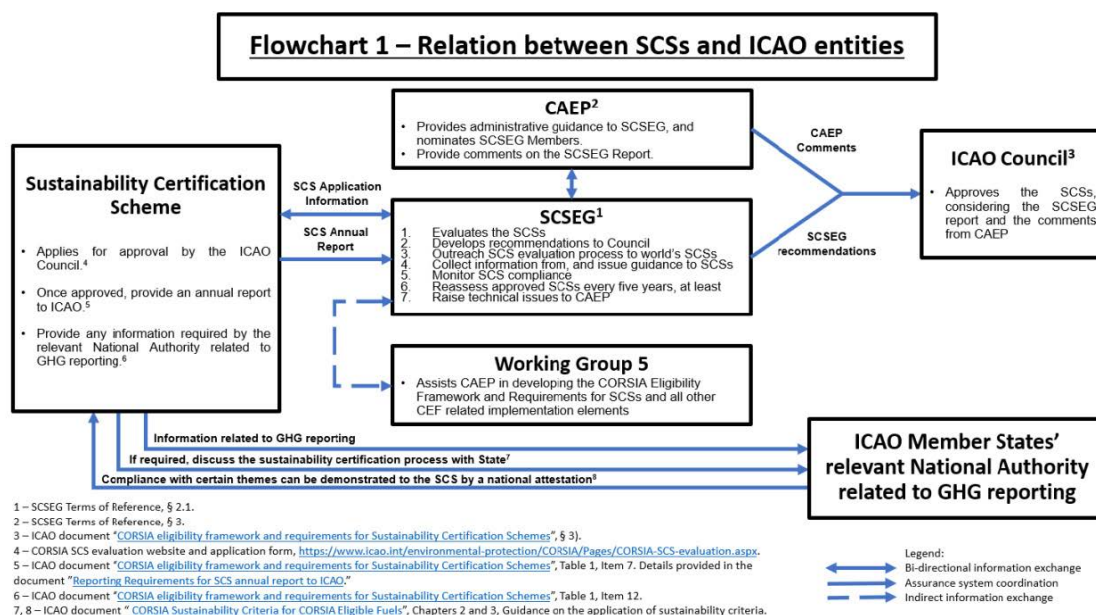 Flowchart 1 – Relation between SCSs and ICAO entities
CAEP²
• Provides administrative guidance to SCSEG, and
nominates SCSEG Members.
• Provide comments on the SCSEG Report.
CAEP
Comments
ICAO Council³
• Approves the SCSs,
considering the SCSEG
report and the comments
from CAEP
Sustainability Certification
Scheme
• Applies for approval by the ICAO
Council.⁴
• Once approved, provide an annual report
to ICAO.⁵
• Provide any information required by the
relevant National Authority related to
GHG reporting.⁶
SCS Application
Information
SCS Annual
Report
SCSEG¹
1. Evaluates the SCSs
2. Develops recommendations to Council
3. Outreach SCS evaluation process to world's SCSs
4. Collect information from, and issue guidance to SCSs
5. Monitor SCS compliance
6. Reassess approved SCSs every five years, at least
7. Raise technical issues to CAEP
SCSEG
recommendations
Working Group 5
• Assists CAEP in developing the CORSIA Eligibility
Framework and Requirements for SCSs and all other
CEF related implementation elements
Information related to GHG reporting
If required, discuss the sustainability certification process with State⁷
Compliance with certain themes can be demonstrated to the SCS by a national attestation⁸
ICAO Member States'
relevant National Authority
related to GHG reporting
1 – SCSEG Terms of Reference, § 2.1.
2 – SCSEG Terms of Reference, § 3.
3 – ICAO document "CORSIA eligibility framework and requirements for Sustainability Certification Schemes", § 3).
4 – CORSIA SCS evaluation website and application form, https://www.icao.int/environmental-protection/CORSIA/Pages/CORSIA-SCS-evaluation.aspx.
5 – ICAO document "CORSIA eligibility framework and requirements for Sustainability Certification Schemes", Table 1, Item 7. Details provided in the
document "Reporting Requirements for SCS annual report to ICAO."
6 – ICAO document "CORSIA eligibility framework and requirements for Sustainability Certification Schemes", Table 1, Item 12.
7, 8 – ICAO document " CORSIA Sustainability Criteria for CORSIA Eligible Fuels", Chapters 2 and 3, Guidance on the application of sustainability criteria.
Legend:
Bi-directional information exchange
Assurance system coordination
Indirect information exchange